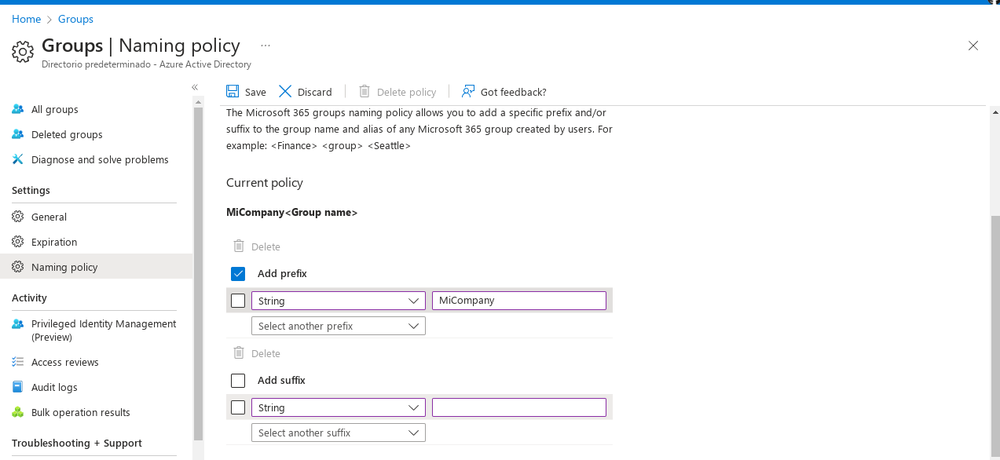 Home > Groups
Groups | Naming policy ...
Directorio predeterminado - Azure Active Directory
All groups
Deleted groups
Diagnose and solve problems
Settings
General
Expiration
Naming policy
Activity
Privileged Identity Management
(Preview)
Access reviews
Audit logs
Bulk operation results
Troubleshooting + Support
Save Discard Delete policy Got feedback?
The Microsoft 365 groups naming policy allows you to add a specific prefix and/or
suffix to the group name and alias of any Microsoft 365 group created by users. For
example: <Finance> <group> <Seattle>
Current policy
MiCompany<Group name>
Delete
Add prefix
String MiCompany
Select another prefix
Delete
Add suffix
String
Select another suffix